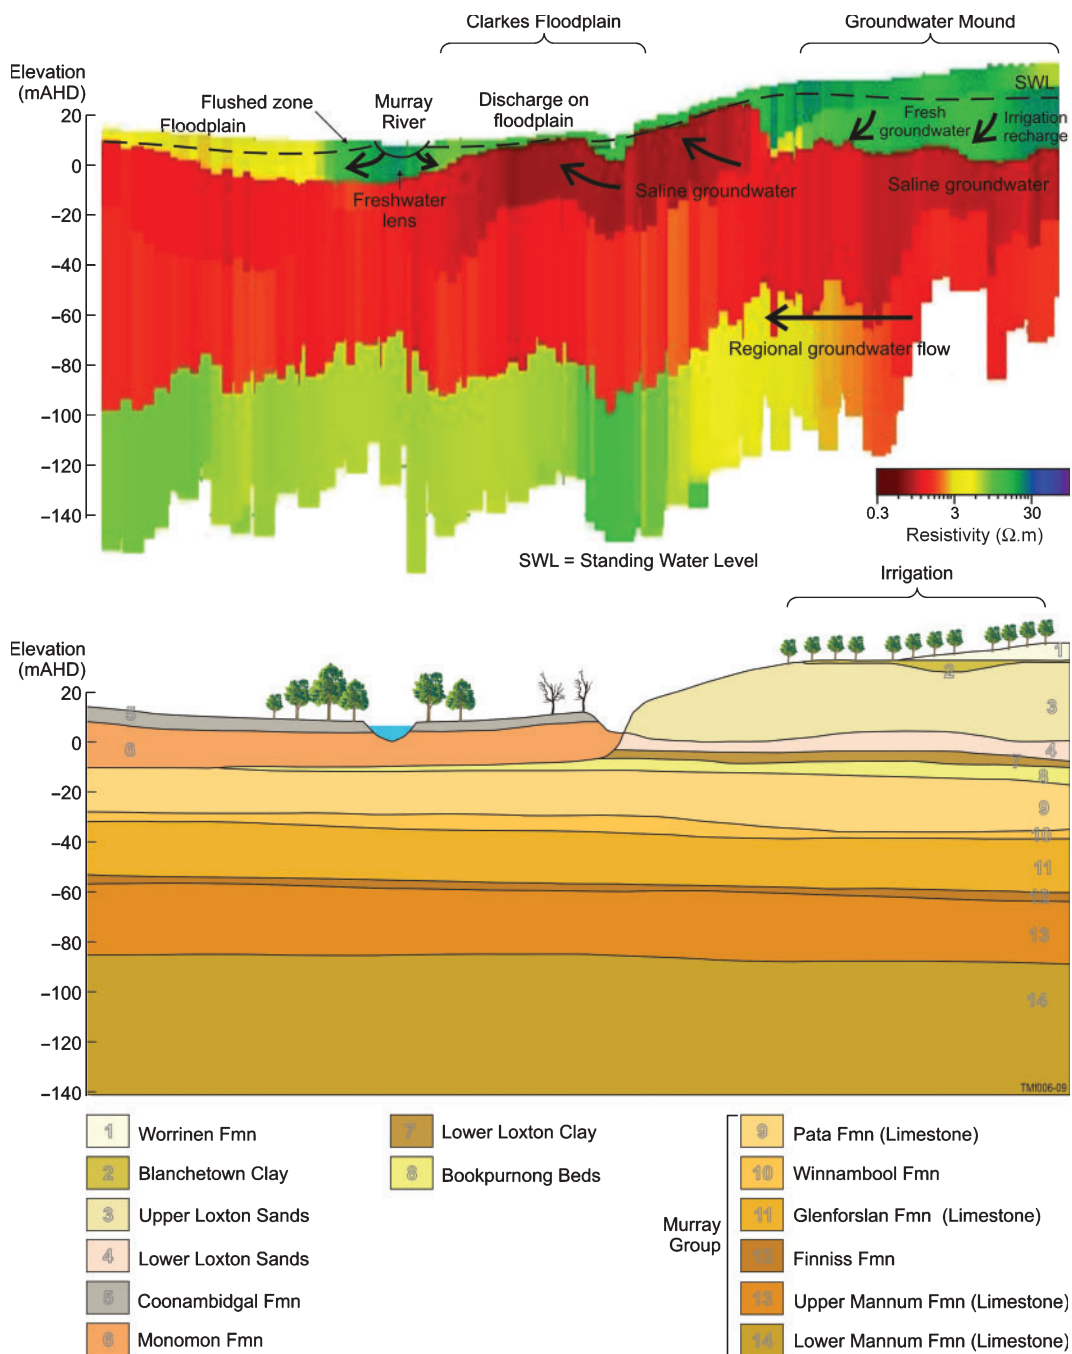 Clarkes Floodplain
Groundwater Mound
Elevation
(mAHD)
SWL
20
0
−20
−40
−60
−80
−100
−120
−140
Floodplain
Flushed zone
Murray
River
Discharge on
floodplain
Fresh
groundwater
Irrigation
recharge
Freshwater
lens
Saline groundwater
Saline groundwater
Regional groundwater flow
0.3
3
30
Resistivity (Ω.m)
SWL = Standing Water Level
Irrigation
Elevation
(mAHD)
20
0
−20
−40
−60
−80
−100
−120
−140
1
2
3
4
5
6
7
8
9
10
11
12
13
14
TMf006-09
1 Worrinen Fmn
2 Blanchetown Clay
3 Upper Loxton Sands
4 Lower Loxton Sands
5 Coonambidgal Fmn
6 Monomon Fmn
7 Lower Loxton Clay
8 Bookpurnong Beds
Murray
Group
9 Pata Fmn (Limestone)
10 Winnambool Fmn
11 Glenforslan Fmn (Limestone)
12 Finniss Fmn
13 Upper Mannum Fmn (Limestone)
14 Lower Mannum Fmn (Limestone)